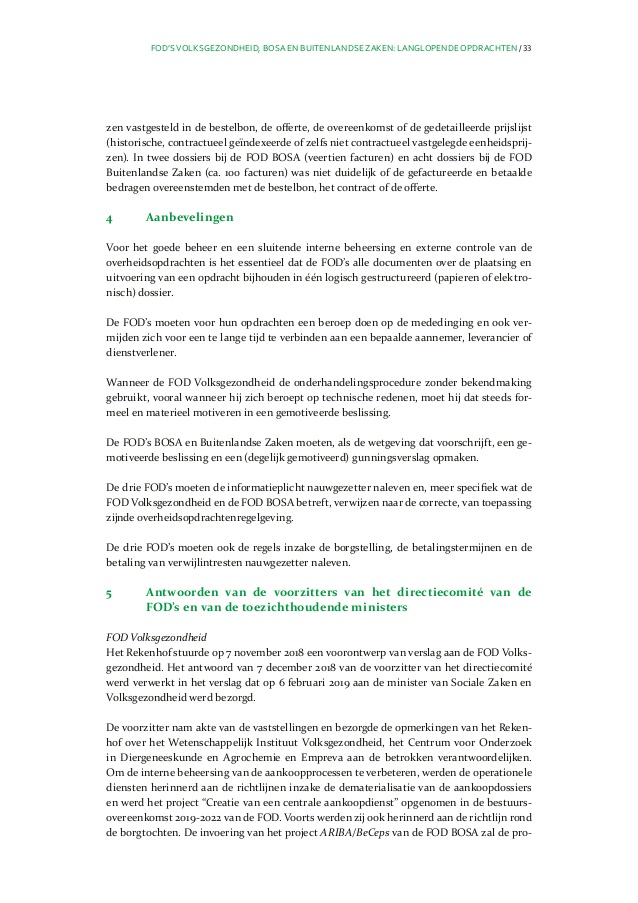 FOD'S VOLKSGEZONDHEID, BOSA EN BUITENLANDSE ZAKEN: LANGLOPENDE OPDRACHTEN / 33
zen vastgesteld in de bestelbon, de offerte, de overeenkomst of de gedetailleerde prijslijst
(historische, contractueel geïndexeerde of zelfs niet contractueel vastgelegde eenheidsprij-
zen). In twee dossiers bij de FOD BOSA (veertien facturen) en acht dossiers bij de FOD
Buitenlandse Zaken (ca. 100 facturen) was niet duidelijk of de gefactureerde en betaalde
bedragen overeenstemden met de bestelbon, het contract of de offerte.
4 Aanbevelingen
Voor het goede beheer en een sluitende interne beheersing en externe controle van de
overheidsopdrachten is het essentieel dat de FOD's alle documenten over de plaatsing en
uitvoering van een opdracht bijhouden in één logisch gestructureerd (papieren of elektro-
nisch) dossier.
De FOD's moeten voor hun opdrachten een beroep doen op de mededinging en ook ver-
mijden zich voor een te lange tijd te verbinden aan een bepaalde aannemer, leverancier of
dienstverlener.
Wanneer de FOD Volksgezondheid de onderhandelingsprocedure zonder bekendmaking
gebruikt, vooral wanneer hij zich beroept op technische redenen, moet hij dat steeds for-
meel en materieel motiveren in een gemotiveerde beslissing.
De FOD's BOSA en Buitenlandse Zaken moeten, als de wetgeving dat voorschrijft, een ge-
motiveerde beslissing en een (degelijk gemotiveerd) gunningsverslag opmaken.
De drie FOD's moeten de informatieplicht nauwgezetter naleven en, meer specifiek wat de
FOD Volksgezondheid en de FOD BOSA betreft, verwijzen naar de correcte, van toepassing
zijnde overheidsopdrachtenregelgeving.
De drie FOD's moeten ook de regels inzake de borgstelling, de betalingstermijnen en de
betaling van verwijlintresten nauwgezetter naleven.
5 Antwoorden van de voorzitters van het directiecomité van de
FOD's en van de toezichthoudende ministers
FOD Volksgezondheid
Het Rekenhof stuurde op 7 november 2018 een voorontwerp van verslag aan de FOD Volks-
gezondheid. Het antwoord van 7 december 2018 van de voorzitter van het directiecomité
werd verwerkt in het verslag dat op 6 februari 2019 aan de minister van Sociale Zaken en
Volksgezondheid werd bezorgd.
De voorzitter nam akte van de vaststellingen en bezorgde de opmerkingen van het Reken-
hof over het Wetenschappelijk Instituut Volksgezondheid, het Centrum voor Onderzoek
in Diergeneeskunde en Agrochemie en Empreva aan de betrokken verantwoordelijken.
Om de interne beheersing van de aankoopprocessen te verbeteren, werden de operationele
diensten herinnerd aan de richtlijnen inzake de dematerialisatie van de aankoopdossiers
en werd het project “Creatie van een centrale aankoopdienst” opgenomen in de bestuurs-
overeenkomst 2019-2022 van de FOD. Voorts werden zij ook herinnerd aan de richtlijn rond
de borgtochten. De invoering van het project ARIBA/BeCeps van de FOD BOSA zal de pro-